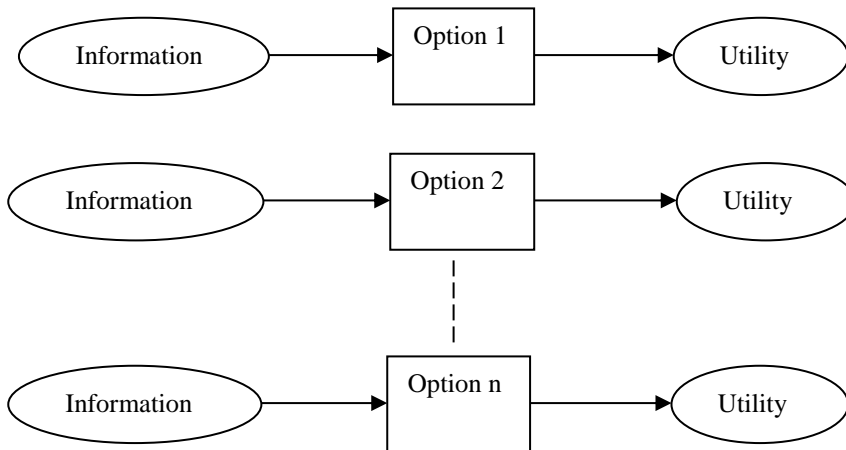 Information Option 1 Utility
Information Option 2 Utility
Information Option n Utility